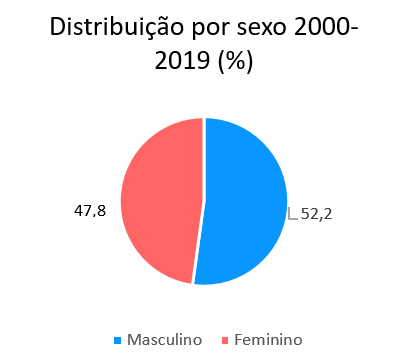 Distribuição por sexo 2000-
2019 (%)
47,8
52,2
Masculino
Feminino